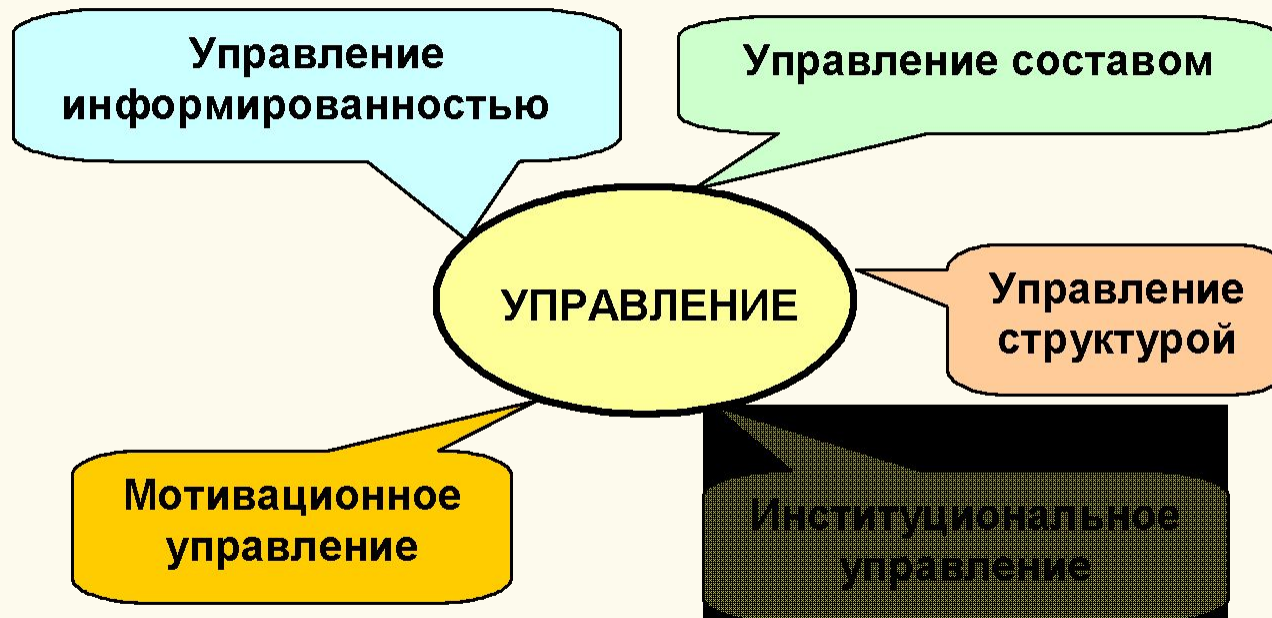 Управление
информированностью
Управление составом
УПРАВЛЕНИЕ
Управление
структурой
Мотивационное
управление
Институциональное
управление